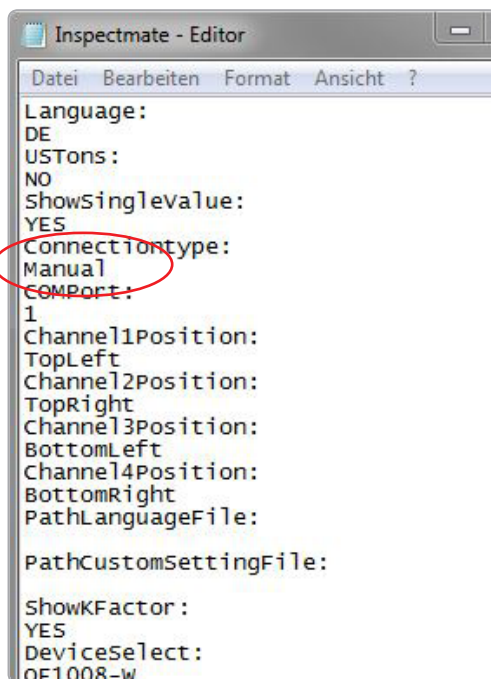 Inspectmate - Editor
Datei Bearbeiten Format Ansicht ?
Language:
DE
USTons:
NO
ShowSingleValue:
YES
Connectiontype:
Manual
COMPort:
1
Channel1Position:
TopLeft
Channel2Position:
TopRight
Channel3Position:
BottomLeft
Channel4Position:
BottomRight
PathLanguageFile:
PathCustomSettingFile:
ShowKFactor:
YES
DeviceSelect: